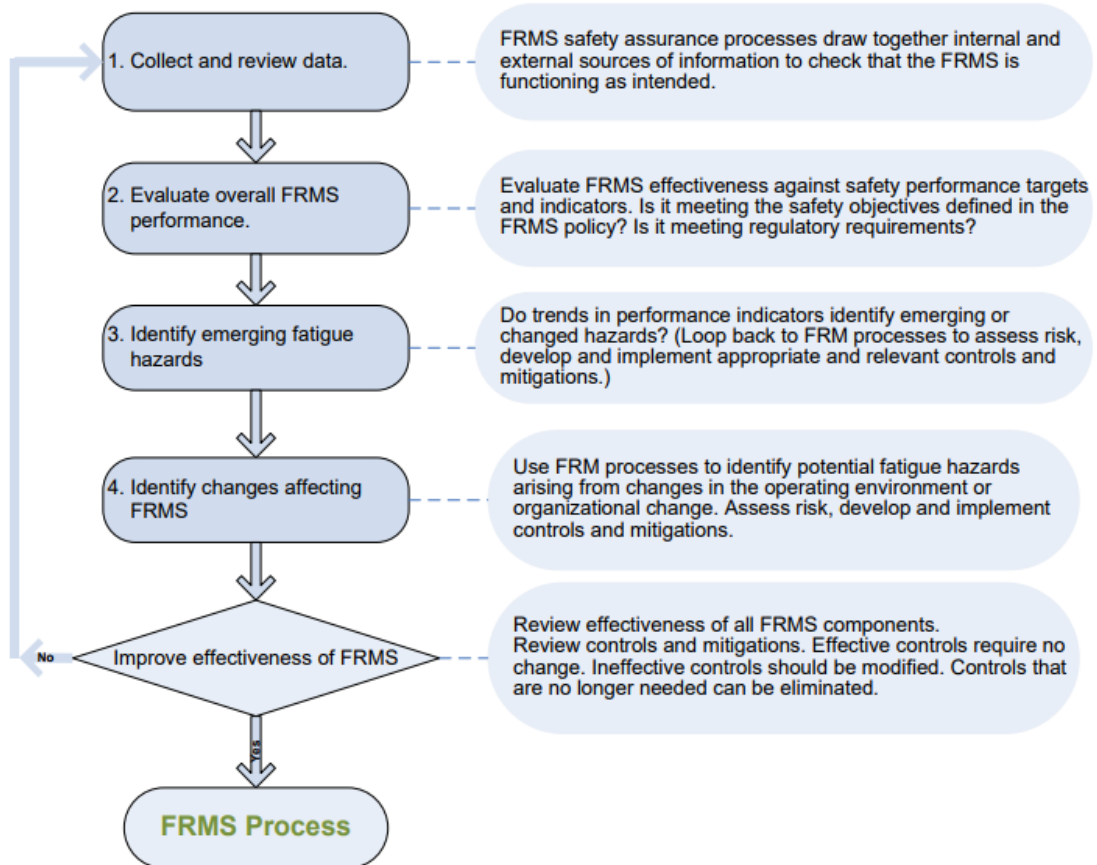 1. Collect and review data.
FRMS safety assurance processes draw together internal and
external sources of information to check that the FRMS is
functioning as intended.
2. Evaluate overall FRMS
performance.
Evaluate FRMS effectiveness against safety performance targets
and indicators. Is it meeting the safety objectives defined in the
FRMS policy? Is it meeting regulatory requirements?
3. Identify emerging fatigue
hazards
Do trends in performance indicators identify emerging or
changed hazards? (Loop back to FRM processes to assess risk,
develop and implement appropriate and relevant controls and
mitigations.)
4. Identify changes affecting
FRMS
Use FRM processes to identify potential fatigue hazards
arising from changes in the operating environment or
organizational change. Assess risk, develop and implement
controls and mitigations.
No
Improve effectiveness of FRMS
Review effectiveness of all FRMS components.
Review controls and mitigations. Effective controls require no
change. Ineffective controls should be modified. Controls that
are no longer needed can be eliminated.
Yes
FRMS Process